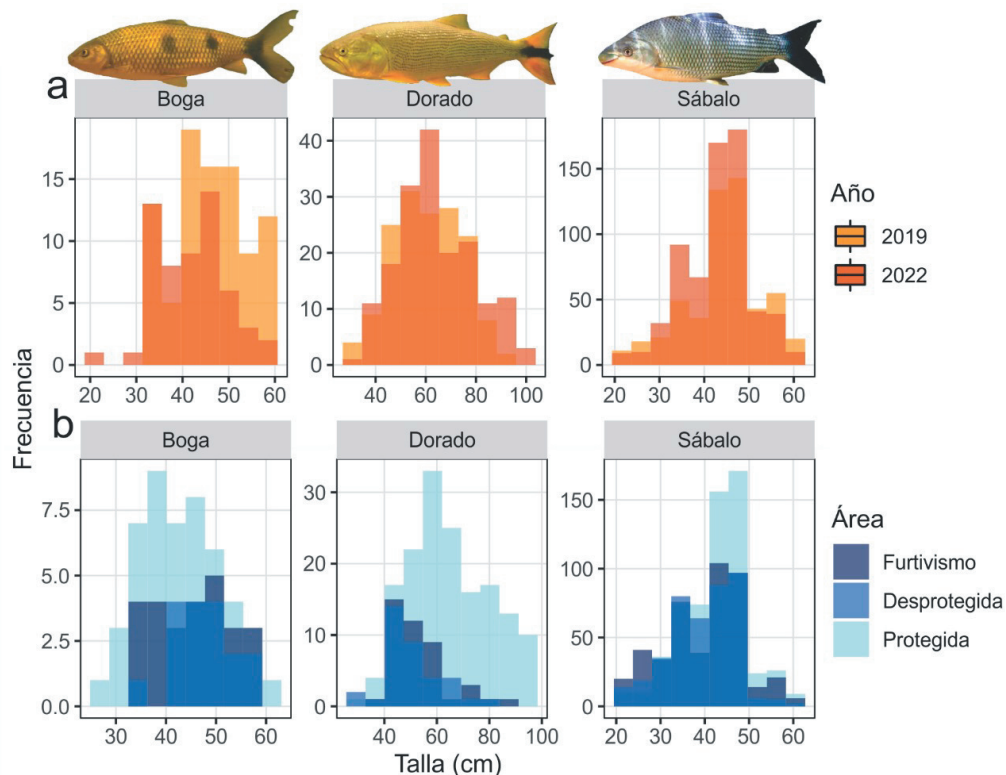 a
Boga
Dorado
Sábalo
15
10
5
0
20 30 40 50 60
40
30
20
10
0
40 60 80 100
150
100
50
0
20 30 40 50 60
Año
2019
2022
Frecuencia
b
Boga
Dorado
Sábalo
7.5
5.0
2.5
0.0
30 40 50 60
30
20
10
0
40 60 80 100
150
100
50
0
20 30 40 50 60
Talla (cm)
Área
Furtivismo
Desprotegida
Protegida